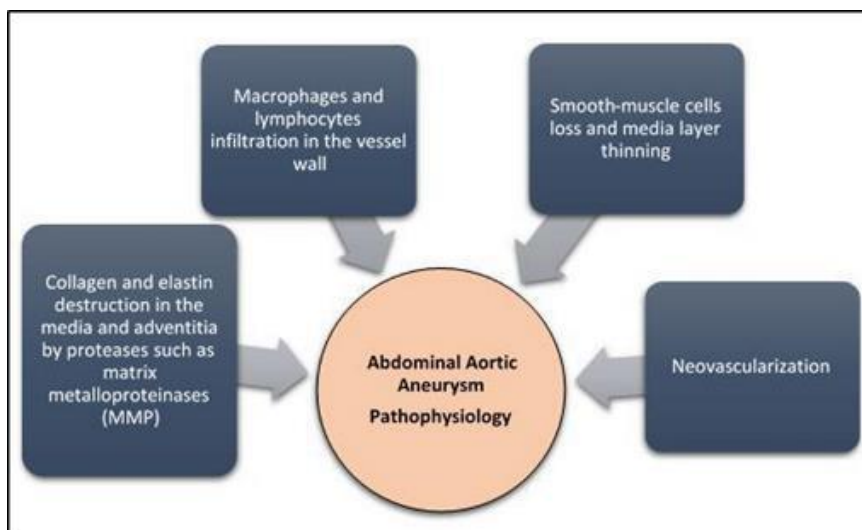 Macrophages and
lymphocytes
infiltration in the vessel
wall
Smooth-muscle cells
loss and media layer
thinning
Collagen and elastin
destruction in the
media and adventitia
by proteases such as
matrix
metalloproteinases
(MMP)
Abdominal Aortic
Aneurysm
Pathophysiology
Neovascularization